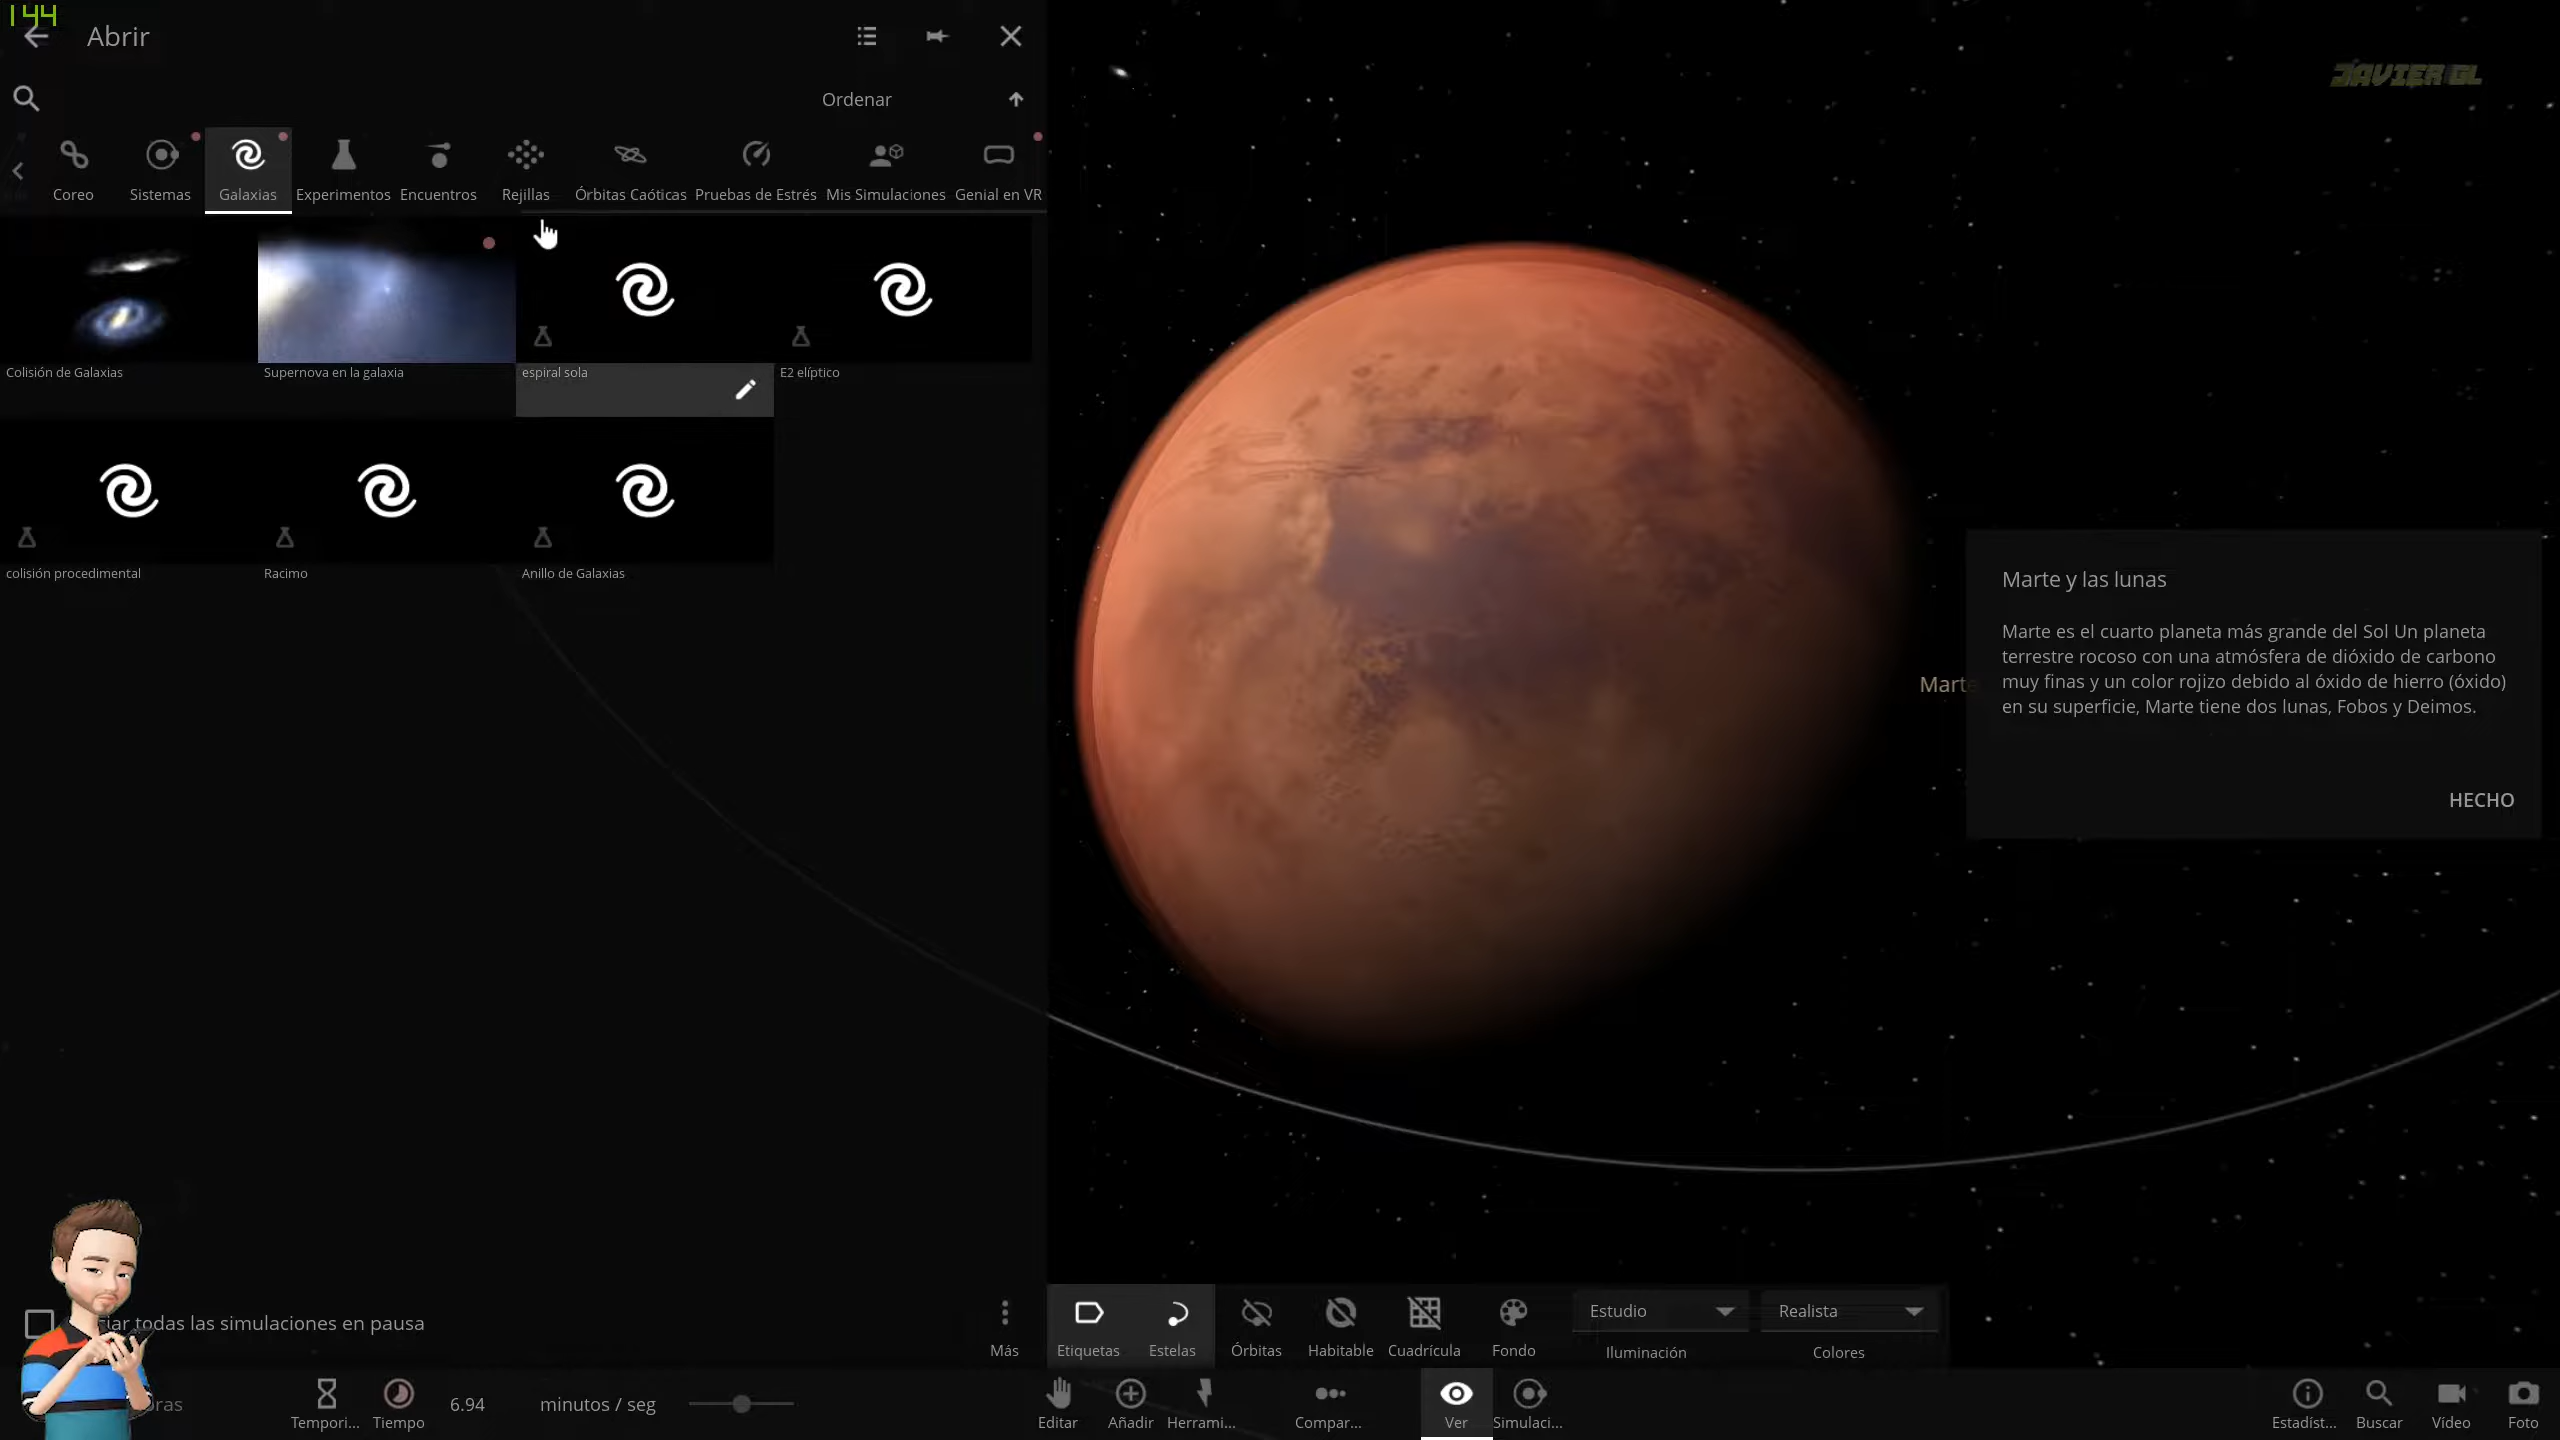 144
Abrir
JAVIER GL
Ordenar
Coreo
Sistemas
Galaxias
Experimentos
Encuentros
Rejillas
Órbitas Caóticas
Pruebas de Estrés
Mis Simulaciones
Genial en VR
Colisión de Galaxias
Supernova en la galaxia
espiral sola
E2 elíptico
colisión procedimental
Racimo
Anillo de Galaxias
Marte
Marte y las lunas
Marte es el cuarto planeta más grande del Sol Un planeta
terrestre rocoso con una atmósfera de dióxido de carbono
muy finas y un color rojizo debido al óxido de hierro (óxido)
en su superficie, Marte tiene dos lunas, Fobos y Deimos.
HECHO
iar todas las simulaciones en pausa
Más
Etiquetas
Estelas
Órbitas
Habitable
Cuadrícula
Fondo
Estudio
Iluminación
Realista
Colores
oras
Tempori...
Tiempo
6.94
minutos / seg
Editar
Añadir
Herrami...
Compar...
Ver
Simulaci...
Estadíst...
Buscar
Vídeo
Foto